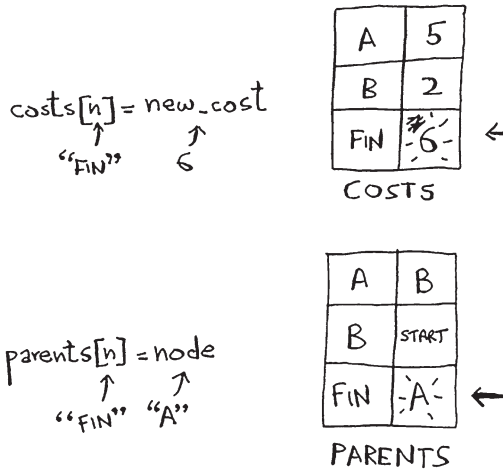 A 5
B 2
costs[n] = new_cost
FIN 6
“FIN” 6
COSTS
A B
B START
parents[n] = node
FIN A
“FIN” “A”
PARENTS